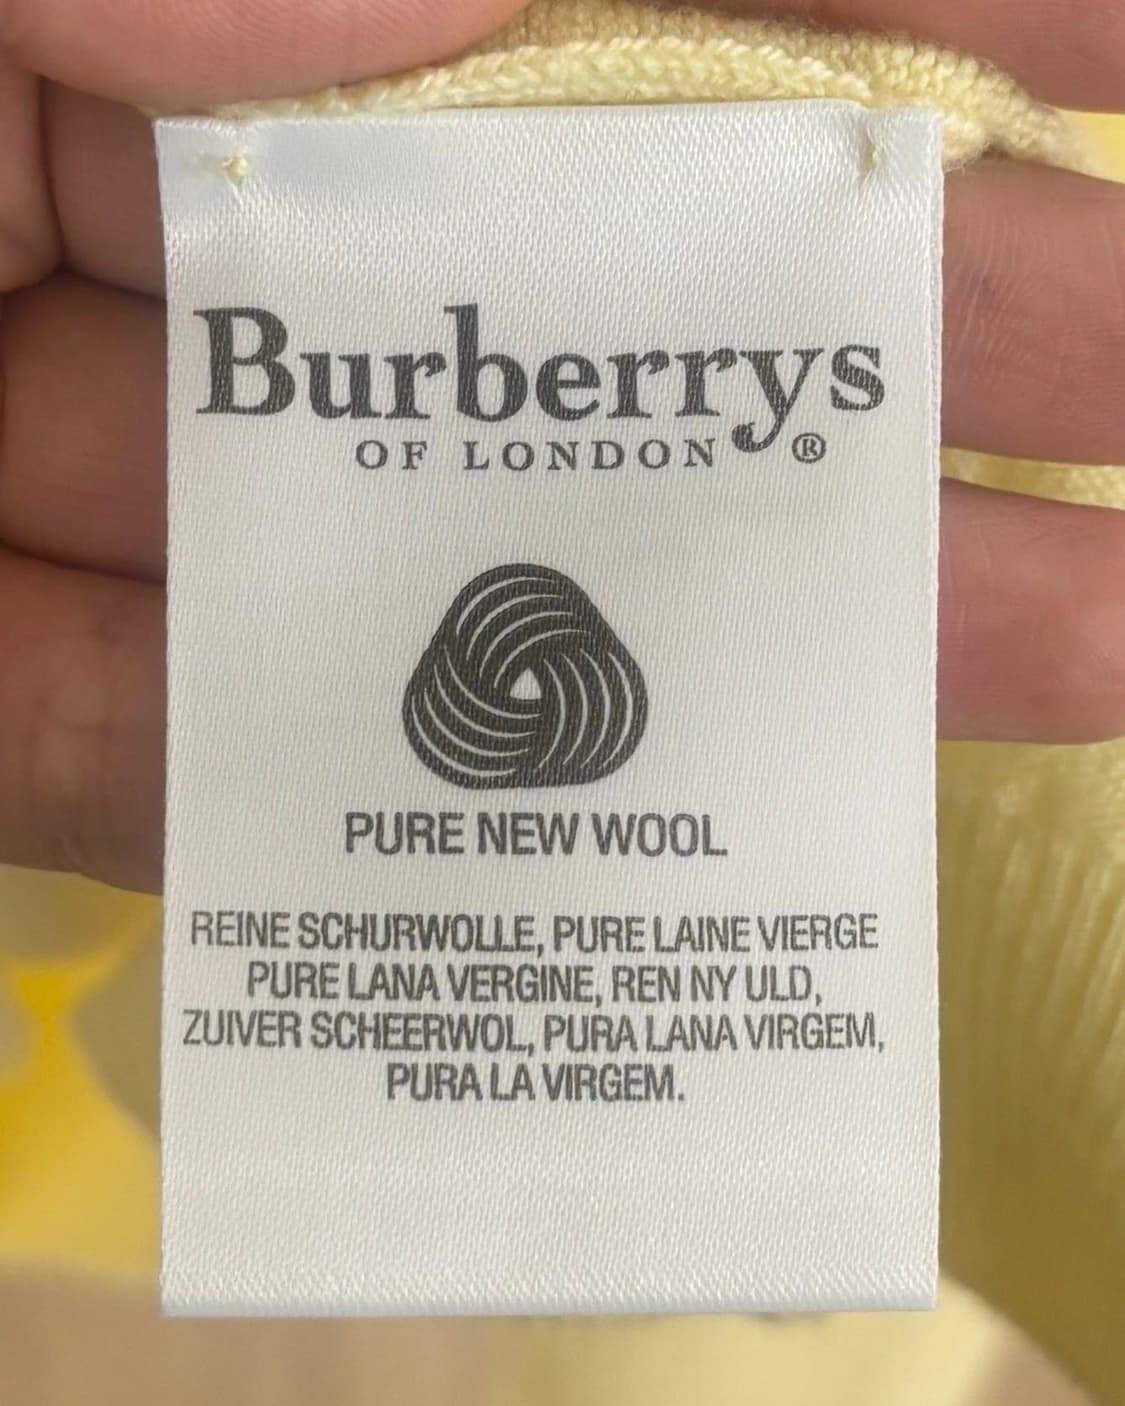 Burberrys
OF LONDON ®
PURE NEW WOOL
REINE SCHURWOLLE, PURE LAINE VIERGE
PURE LANA VERGINE, REN NY ULD,
ZUIVER SCHEERWOL, PURA LANA VIRGEM,
PURA LA VIRGEM.